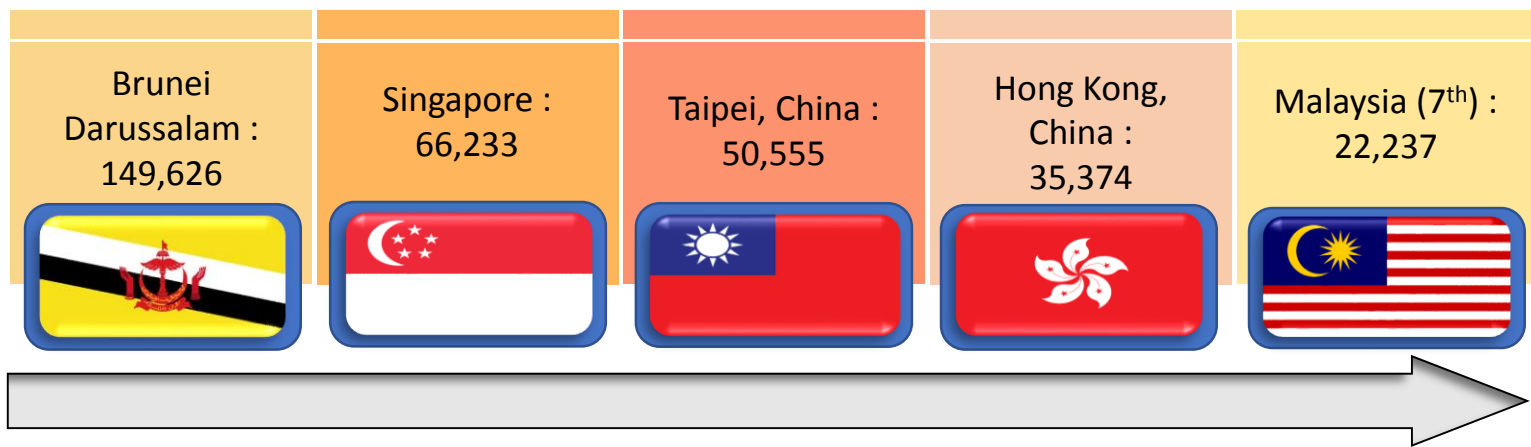 Brunei
Darussalam :
149,626
Singapore :
66,233
Taipei, China :
50,555
Hong Kong,
China :
35,374
Malaysia (7th) :
22,237